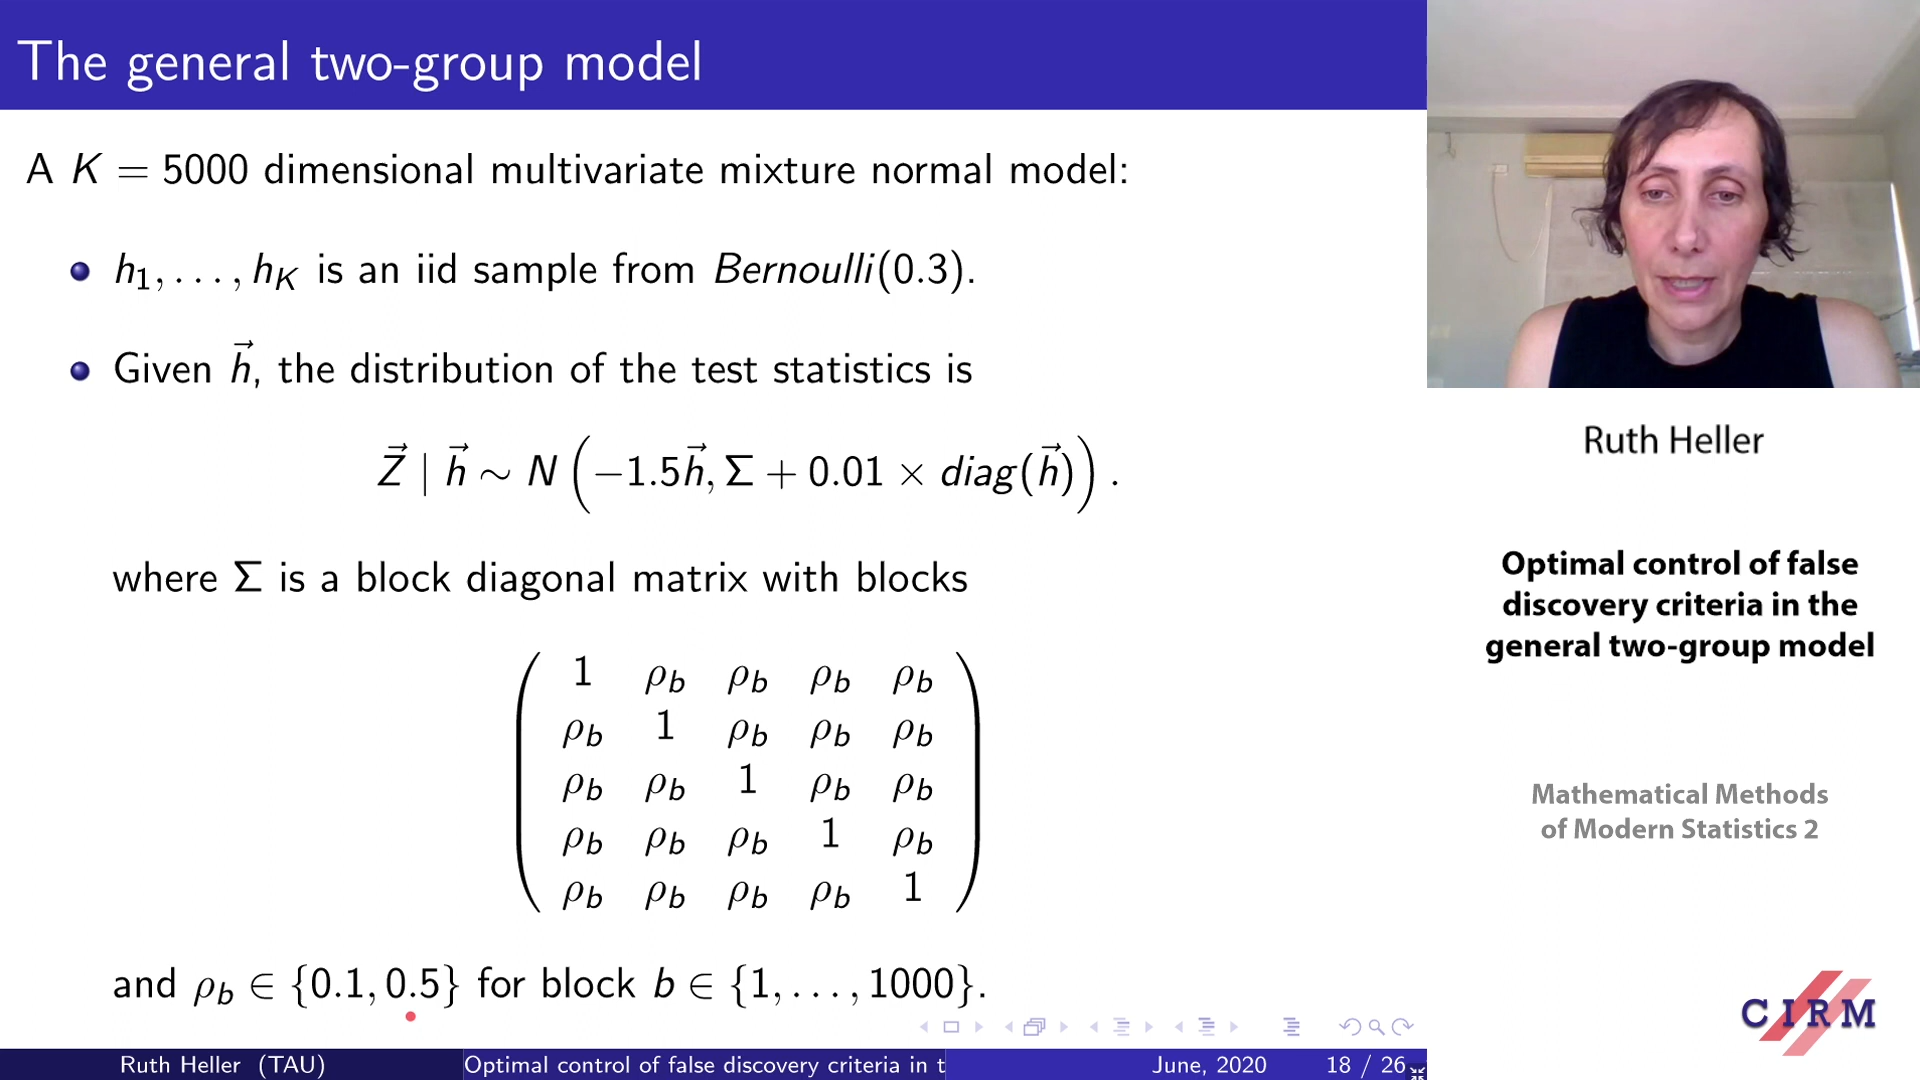 The general two-group model
A K = 5000 dimensional multivariate mixture normal model:
h₁, . . . , h_K is an iid sample from Bernoulli(0.3).
Given h⃗, the distribution of the test statistics is
Z⃗ | h⃗ ∼ N (−1.5h⃗, Σ + 0.01 × diag(h⃗)) .
where Σ is a block diagonal matrix with blocks
1 ρ_b ρ_b ρ_b ρ_b
ρ_b 1 ρ_b ρ_b ρ_b
ρ_b ρ_b 1 ρ_b ρ_b
ρ_b ρ_b ρ_b 1 ρ_b
ρ_b ρ_b ρ_b ρ_b 1
and ρ_b ∈ {0.1, 0.5} for block b ∈ {1, . . . , 1000}.
Ruth Heller (TAU)
Optimal control of false discovery criteria in t
June, 2020
18 / 26
Ruth Heller
Optimal control of false
discovery criteria in the
general two-group model
Mathematical Methods
of Modern Statistics 2
CIRM